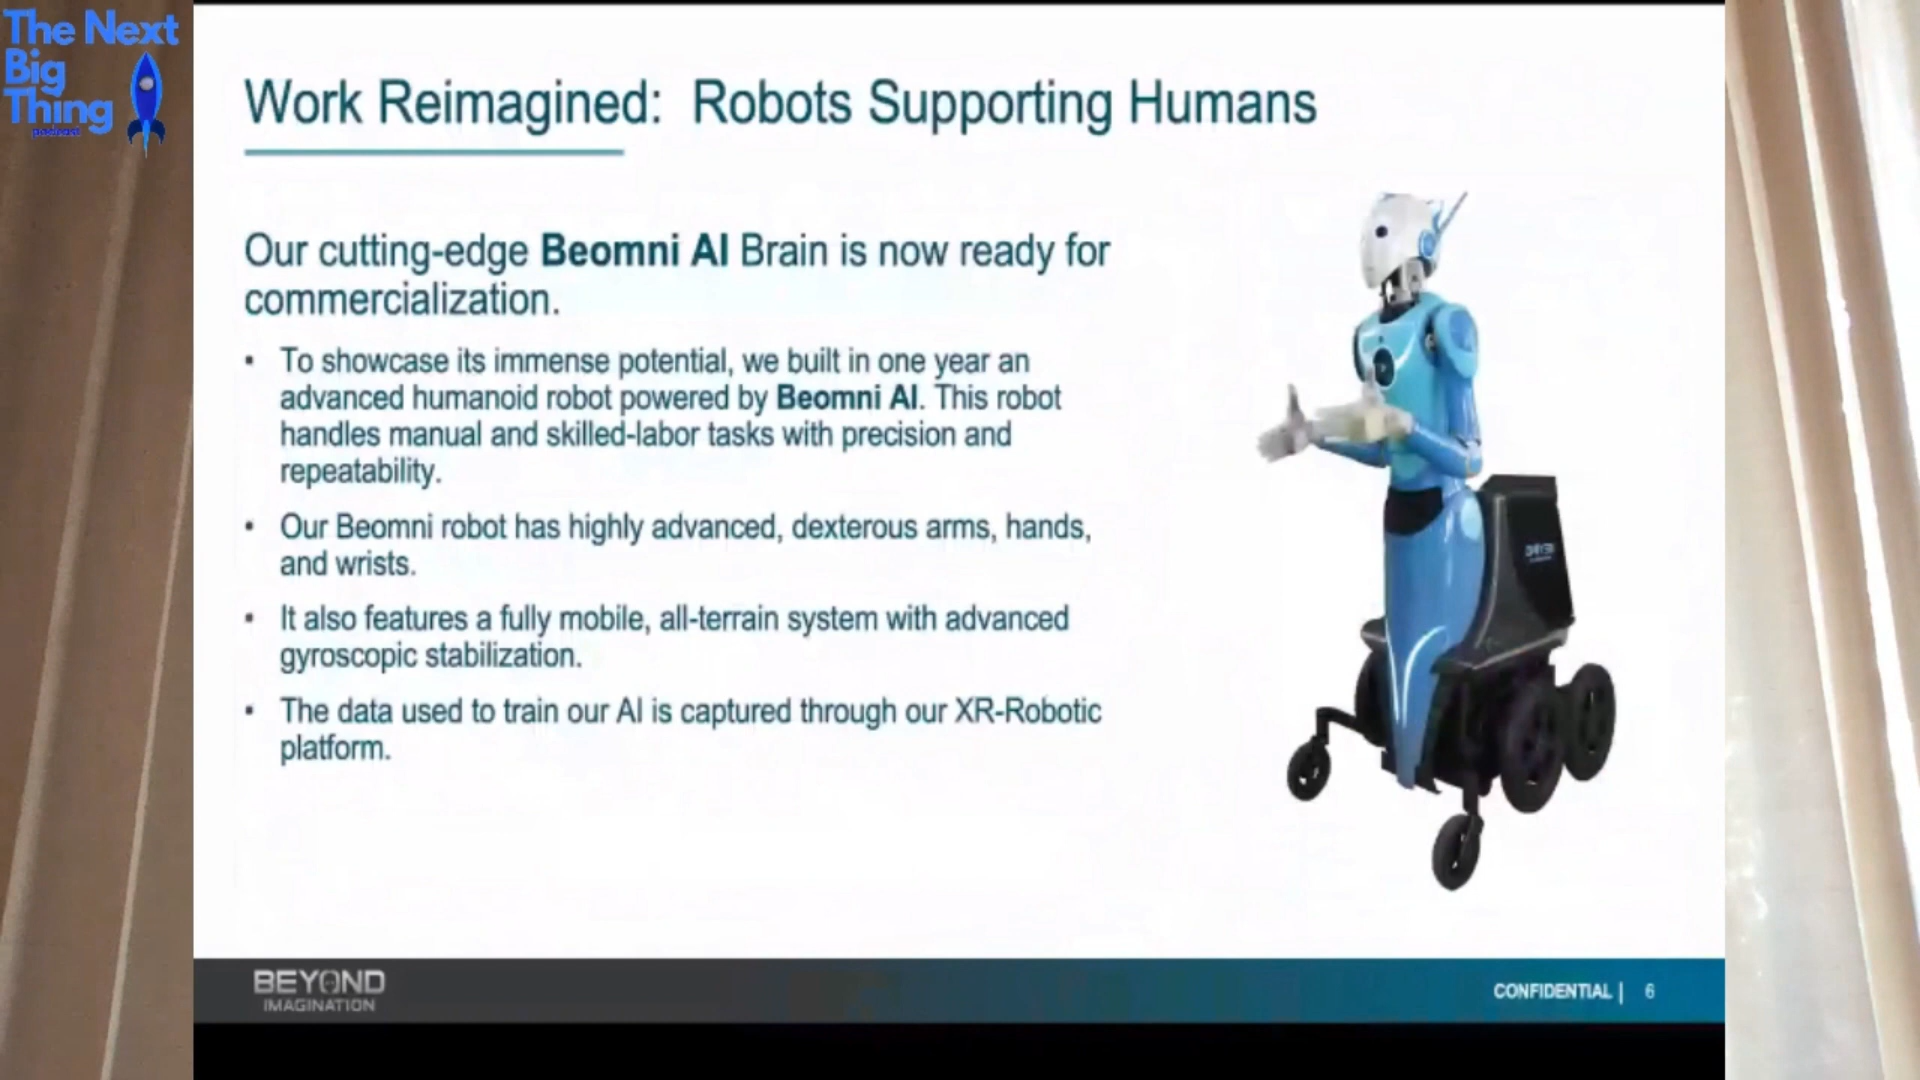 The Next
Big
Thing
podcast
Work Reimagined: Robots Supporting Humans
Our cutting-edge Beomni AI Brain is now ready for
commercialization.
• To showcase its immense potential, we built in one year an
advanced humanoid robot powered by Beomni AI. This robot
handles manual and skilled-labor tasks with precision and
repeatability.
• Our Beomni robot has highly advanced, dexterous arms, hands,
and wrists.
• It also features a fully mobile, all-terrain system with advanced
gyroscopic stabilization.
• The data used to train our AI is captured through our XR-Robotic
platform.
BEYOND
IMAGINATION
CONFIDENTIAL | 6